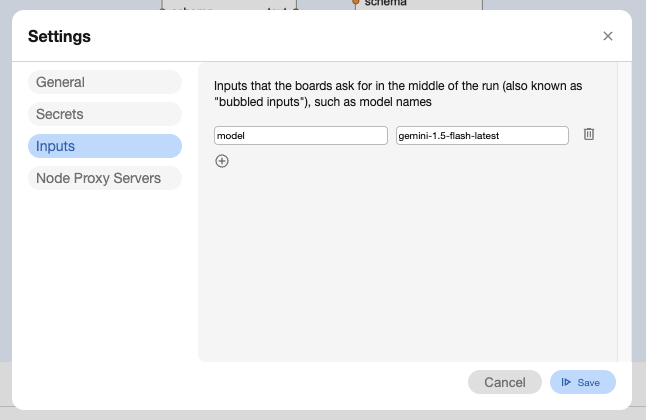 schema
Settings
General
Secrets
Inputs
Node Proxy Servers
Inputs that the boards ask for in the middle of the run (also known as
"bubbled inputs"), such as model names
model gemini-1.5-flash-latest
Cancel Save